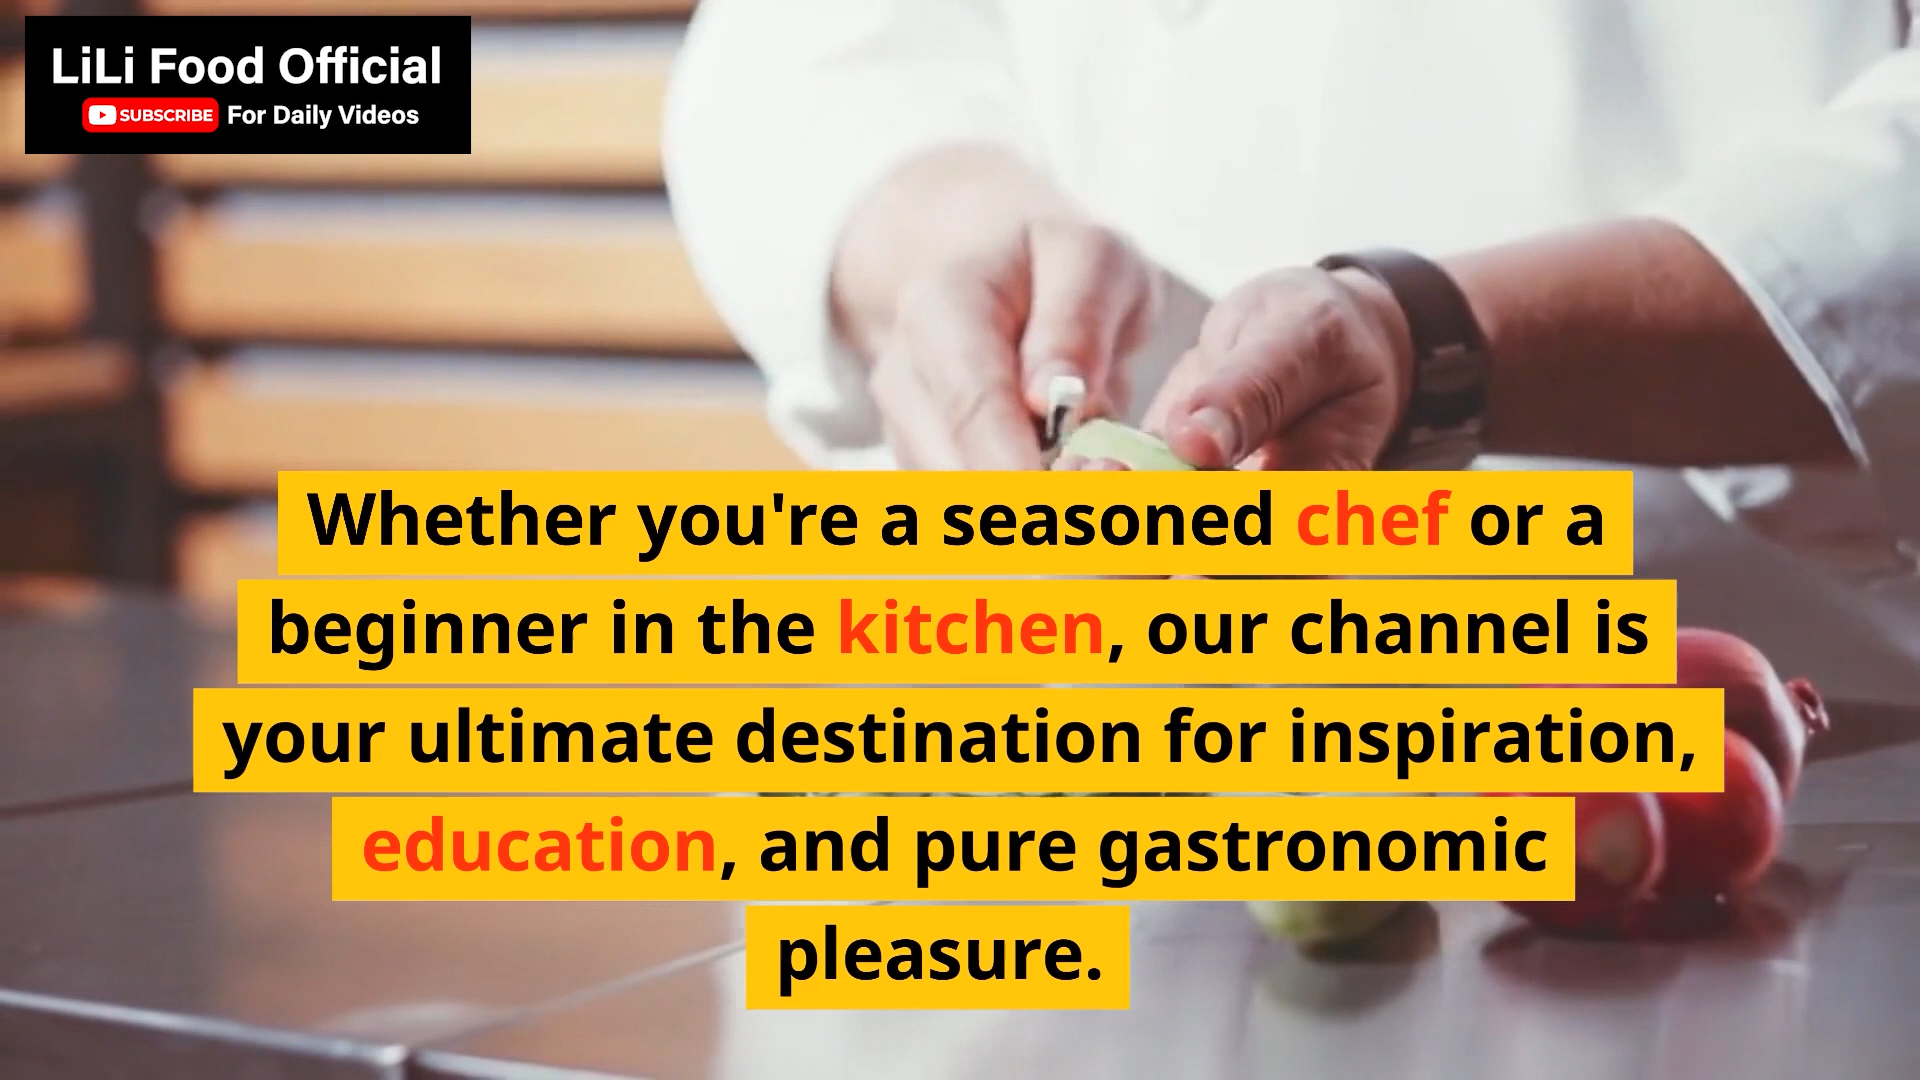 LiLi Food Official
SUBSCRIBE For Daily Videos
Whether you're a seasoned chef or a
beginner in the kitchen, our channel is
your ultimate destination for inspiration,
education, and pure gastronomic
pleasure.